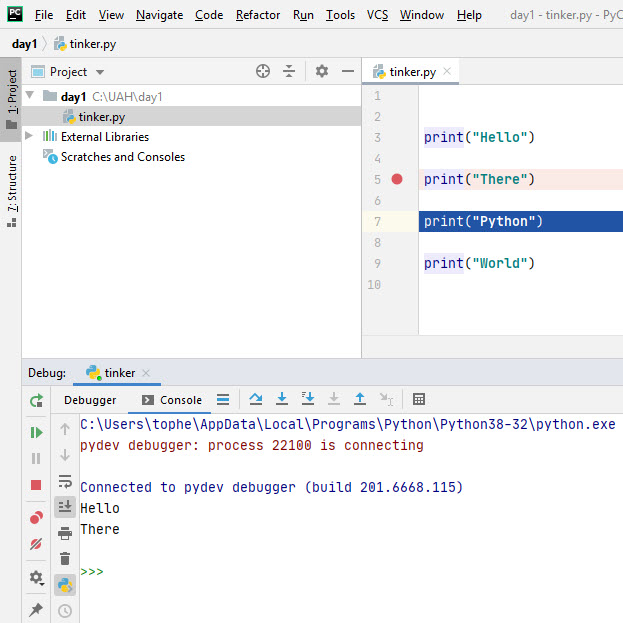 PC File Edit View Navigate Code Refactor Run Tools VCS Window Help day1 - tinker.py - PyC
day1 tinker.py
1: Project
7: Structure
Project
day1 C:\UAH\day1
tinker.py
External Libraries
Scratches and Consoles
tinker.py
1
2
3 print("Hello")
4
5 print("There")
6
7 print("Python")
8
9 print("World")
10
Debug: tinker
Debugger Console
C:\Users\tophe\AppData\Local\Programs\Python\Python38-32\python.exe
pydev debugger: process 22100 is connecting
Connected to pydev debugger (build 201.6668.115)
Hello
There
>>>